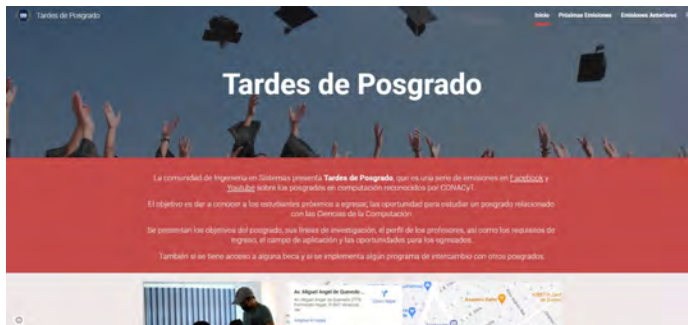 Tardes de Posgrado
Inicio Próximas Emisiones Emisiones Anteriores
Tardes de Posgrado
La comunidad de Ingeniería en Sistemas presenta Tardes de Posgrado, que es una serie de emisiones en Facebook y
Youtube sobre los posgrados en computación reconocidos por CONACyT.
El objetivo es dar a conocer a los estudiantes próximos a egresar, las oportunidad para estudiar un posgrado relacionado
con las Ciencias de la Computación
Se presentan los objetivos del posgrado, sus líneas de investigación, el perfil de los profesores, así como los requisitos de
ingreso, el campo de aplicación y las oportunidades para los egresados.
También si se tiene acceso a alguna beca y si se implementa algún programa de intercambio con otros posgrados.
Av. Miguel Angel de Quevedo